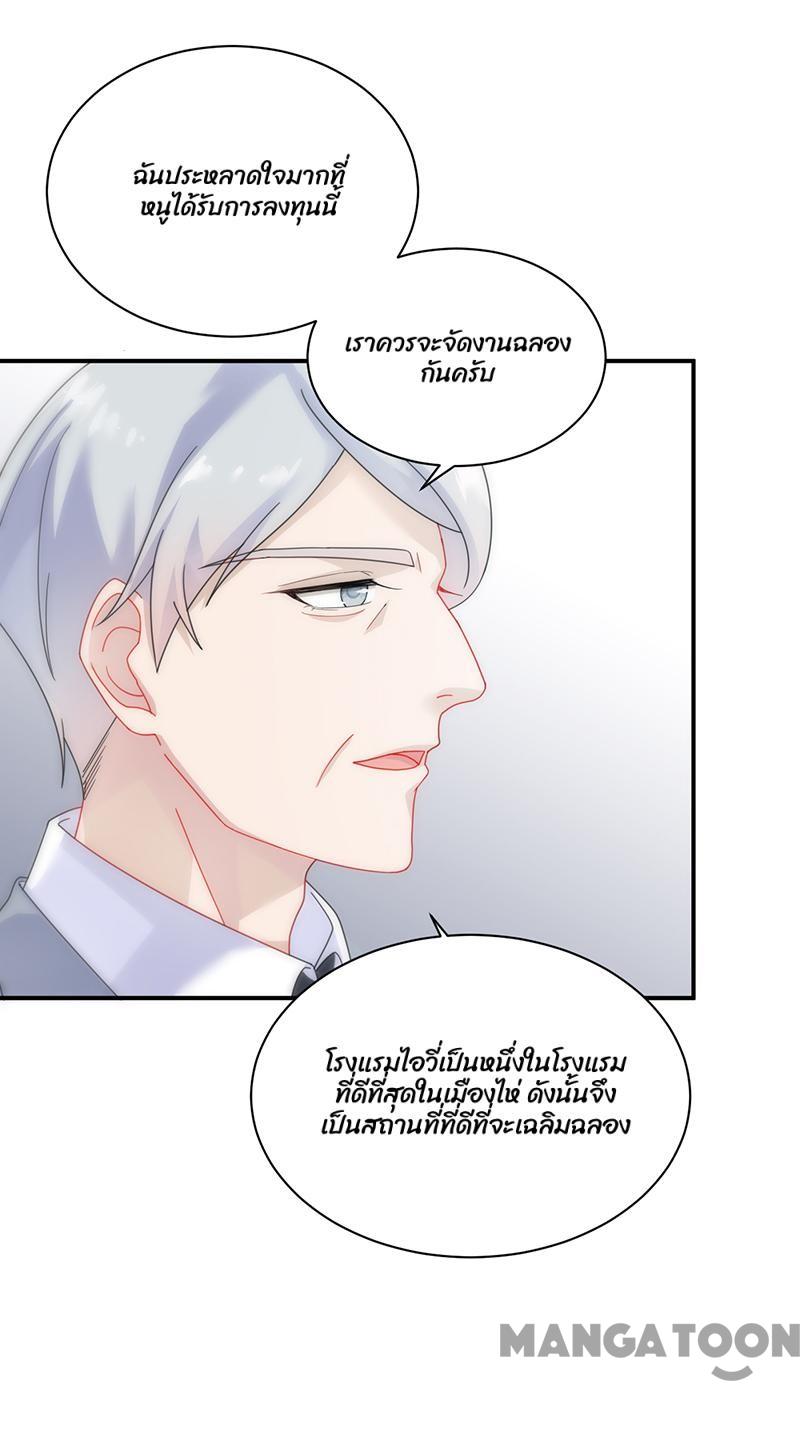 ฉันประหลาดใจมากที่
หนูได้รับการลงทุนนี้
เราควรจะจัดงานฉลอง
กันครับ
โรงแรมไอวี่เป็นหนึ่งในโรงแรม
ที่ดีที่สุดในเมืองไห่ ดังนั้นจึง
เป็นสถานที่ที่ดีที่จะเฉลิมฉลอง
MANGATOON